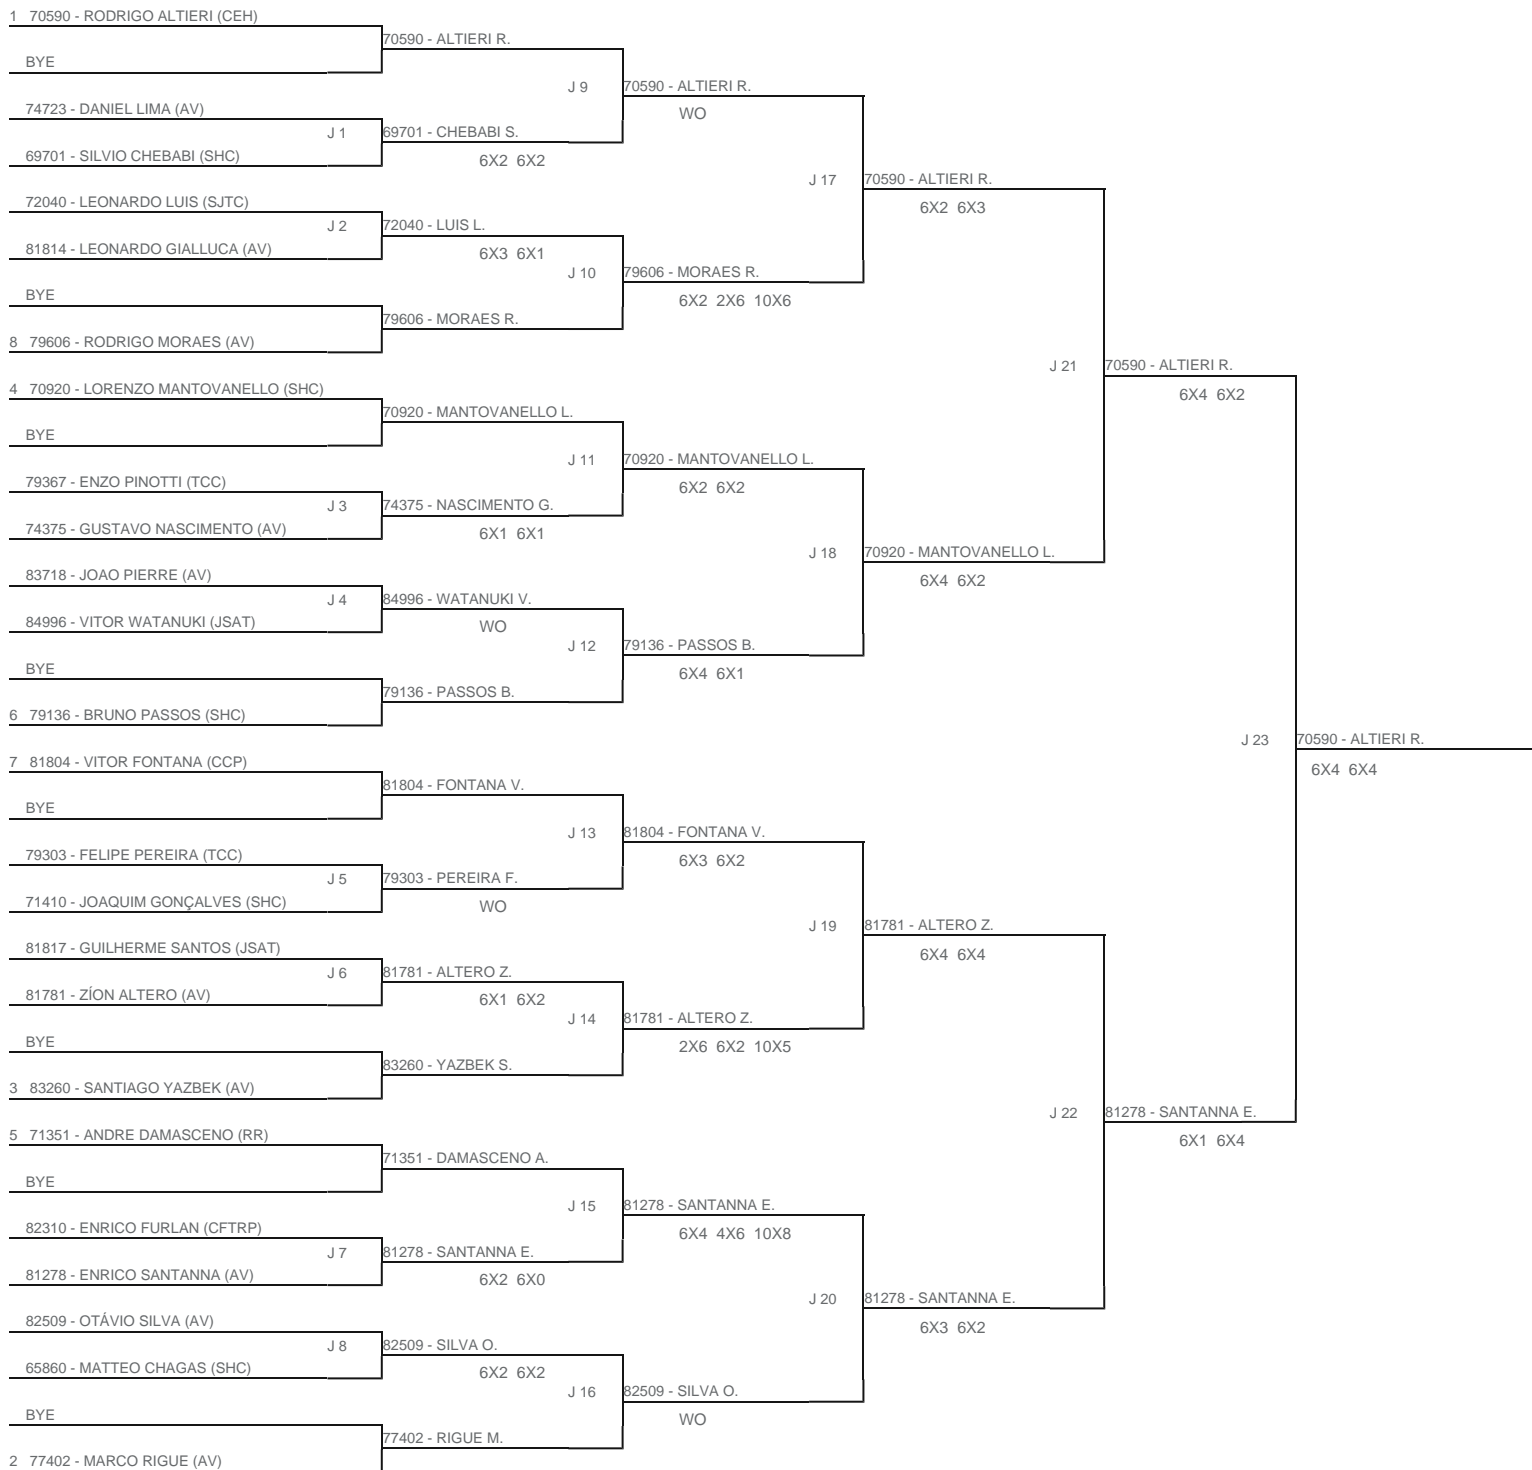 1 70590 - RODRIGO ALTIERI (CEH)
70590 - ALTIERI R.
BYE
J 9
70590 - ALTIERI R.
WO
74723 - DANIEL LIMA (AV)
J 1
69701 - CHEBABI S.
69701 - SILVIO CHEBABI (SHC)
6X2 6X2
J 17
70590 - ALTIERI R.
6X2 6X3
72040 - LEONARDO LUIS (SJTC)
J 2
72040 - LUIS L.
81814 - LEONARDO GIALLUCA (AV)
6X3 6X1
J 10
79606 - MORAES R.
6X2 2X6 10X6
BYE
79606 - MORAES R.
8 79606 - RODRIGO MORAES (AV)
J 21
70590 - ALTIERI R.
6X4 6X2
4 70920 - LORENZO MANTOVANELLO (SHC)
70920 - MANTOVANELLO L.
BYE
J 11
70920 - MANTOVANELLO L.
6X2 6X2
79367 - ENZO PINOTTI (TCC)
J 3
74375 - NASCIMENTO G.
74375 - GUSTAVO NASCIMENTO (AV)
6X1 6X1
J 18
70920 - MANTOVANELLO L.
6X4 6X2
83718 - JOAO PIERRE (AV)
J 4
84996 - WATANUKI V.
84996 - VITOR WATANUKI (JSAT)
WO
J 12
79136 - PASSOS B.
6X4 6X1
BYE
79136 - PASSOS B.
6 79136 - BRUNO PASSOS (SHC)
J 23
70590 - ALTIERI R.
6X4 6X4
7 81804 - VITOR FONTANA (CCP)
81804 - FONTANA V.
BYE
J 13
81804 - FONTANA V.
6X3 6X2
79303 - FELIPE PEREIRA (TCC)
J 5
79303 - PEREIRA F.
71410 - JOAQUIM GONÇALVES (SHC)
WO
J 19
81781 - ALTERO Z.
6X4 6X4
81817 - GUILHERME SANTOS (JSAT)
J 6
81781 - ALTERO Z.
81781 - ZÍON ALTERO (AV)
6X1 6X2
J 14
81781 - ALTERO Z.
2X6 6X2 10X5
BYE
83260 - YAZBEK S.
3 83260 - SANTIAGO YAZBEK (AV)
J 22
81278 - SANTANNA E.
6X1 6X4
5 71351 - ANDRE DAMASCENO (RR)
71351 - DAMASCENO A.
BYE
J 15
81278 - SANTANNA E.
6X4 4X6 10X8
82310 - ENRICO FURLAN (CFTRP)
J 7
81278 - SANTANNA E.
81278 - ENRICO SANTANNA (AV)
6X2 6X0
J 20
81278 - SANTANNA E.
6X3 6X2
82509 - OTÁVIO SILVA (AV)
J 8
82509 - SILVA O.
65860 - MATTEO CHAGAS (SHC)
6X2 6X2
J 16
82509 - SILVA O.
WO
BYE
77402 - RIGUE M.
2 77402 - MARCO RIGUE (AV)